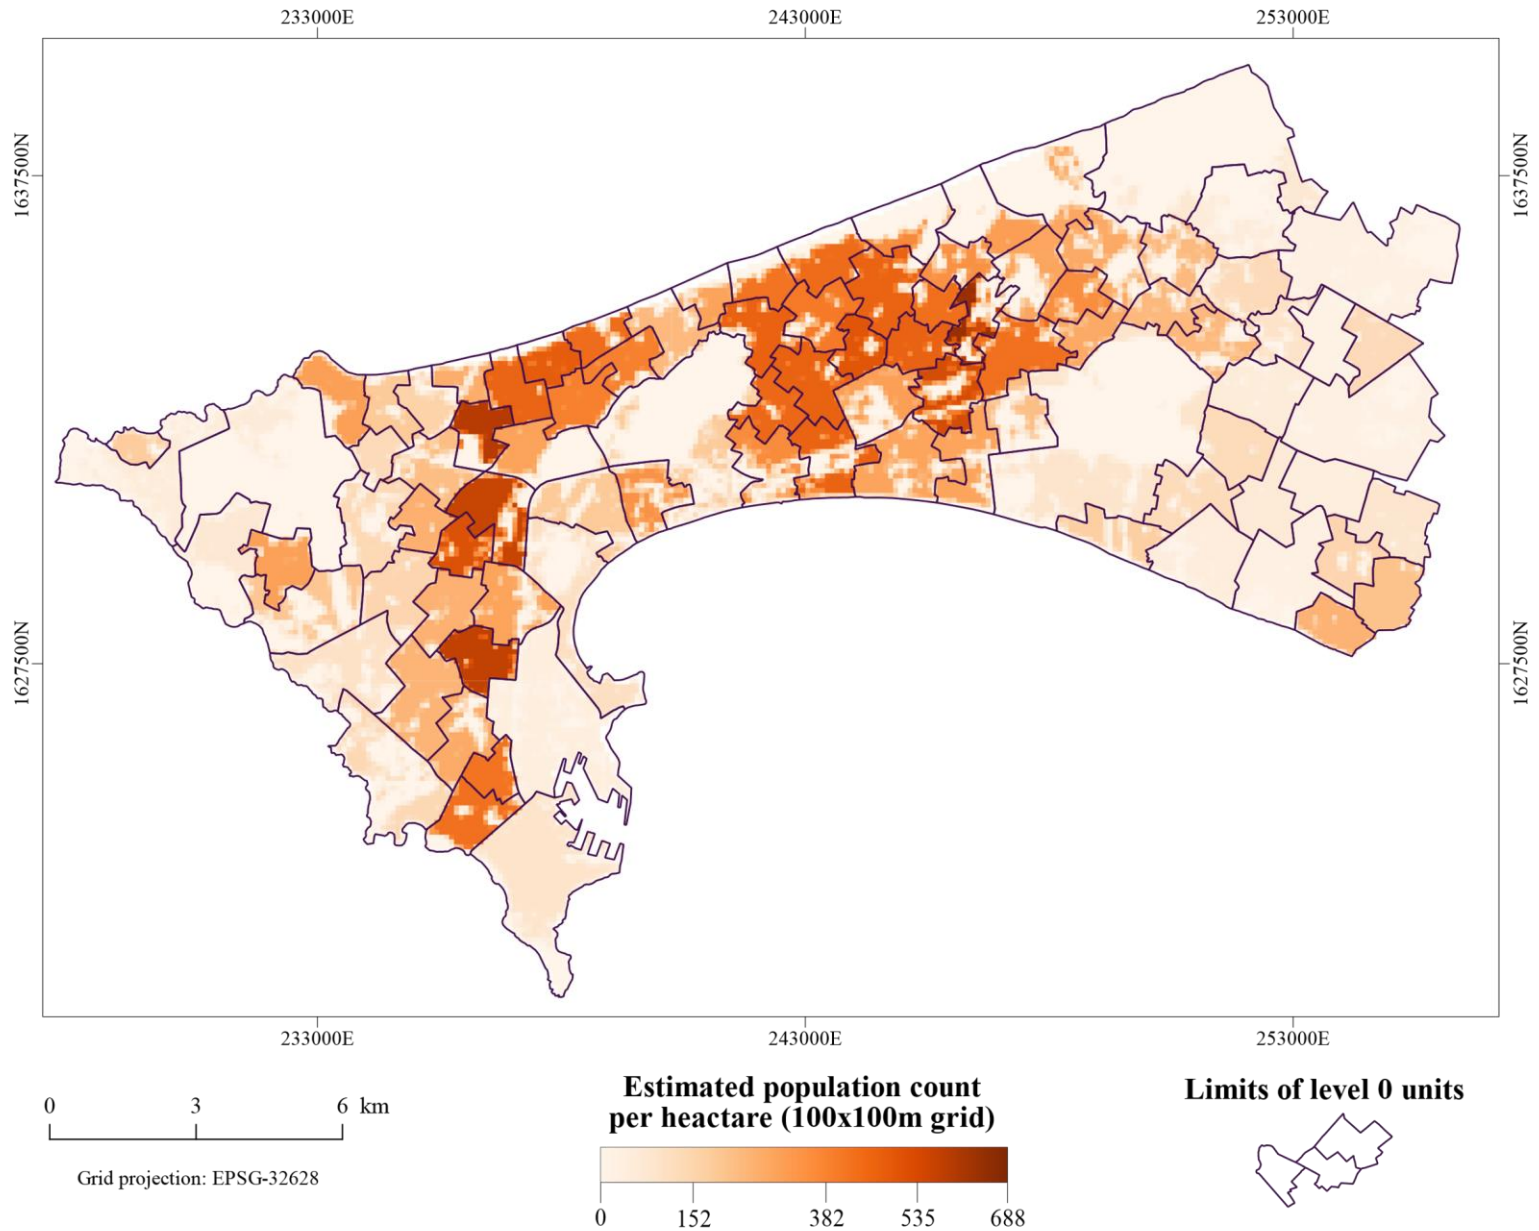 233000E
243000E
253000E
1637500N
1637500N
1627500N
1627500N
233000E
243000E
253000E
0
3
6 km
Grid projection: EPSG-32628
Estimated population count
per heactare (100x100m grid)
0
152
382
535
688
Limits of level 0 units